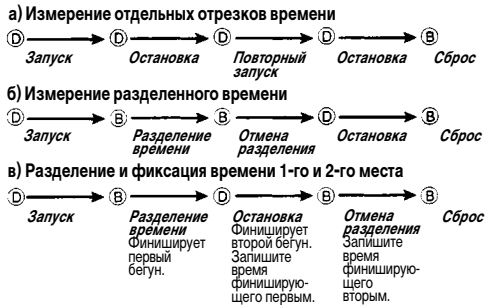 а) Измерение отдельных отрезков времени
D D D D B
Запуск Остановка Повторный запуск Остановка Сброс
б) Измерение разделенного времени
D B B D B
Запуск Разделение времени Отмена разделения Остановка Сброс
в) Разделение и фиксация времени 1-го и 2-го места
D B D B B
Запуск Разделение времени Остановка Отмена разделения Сброс
Финиширует первый бегун.
Финиширует второй бегун.
Запишите время финиширую-
щего первым.
Запишите время финиширую-
щего вторым.